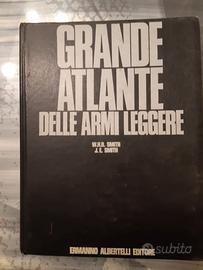 GRANDE
ATLANTE
DELLE ARMI LEGGERE
W.H.B. SMITH
J.E. SMITH
ERMANNO ALBERTELLI EDITORE
subito